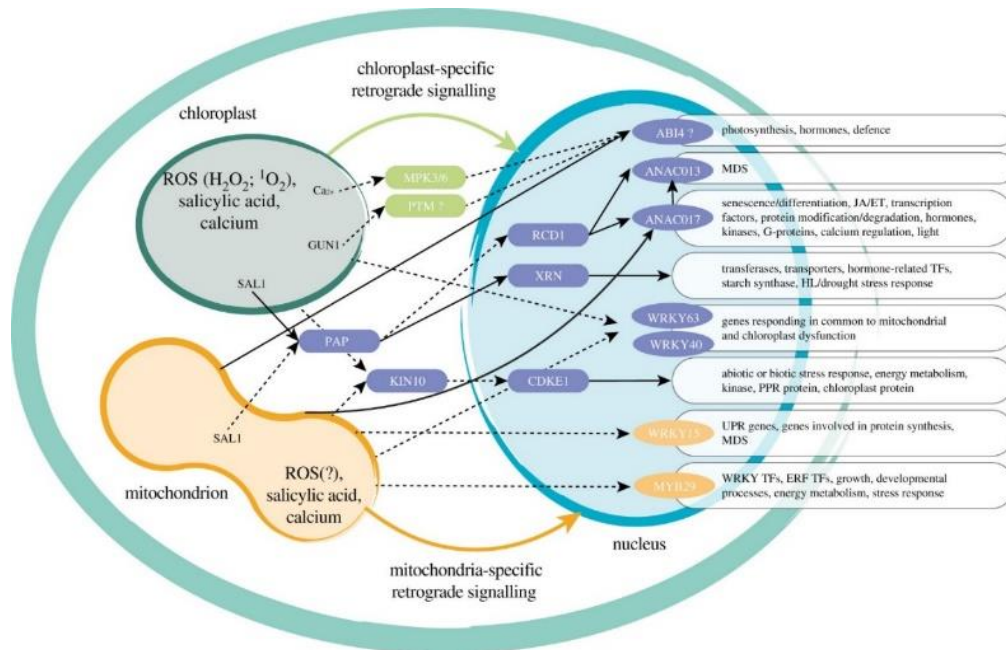 chloroplast-specific
retrograde signalling
chloroplast
ROS (H₂O₂; ¹O₂),
salicylic acid,
calcium
Ca²⁺
GUN1
SAL1
MPK3/6
PTM ?
RCD1
XRN
PAP
KIN10
CDKE1
SAL1
mitochondrion
ROS(?),
salicylic acid,
calcium
mitochondria-specific
retrograde signalling
nucleus
ABI4 ?
photosynthesis, hormones, defence
ANAC013
MDS
ANAC017
senescence/differentiation, JA/ET, transcription
factors, protein modification/degradation, hormones,
kinases, G-proteins, calcium regulation, light
transferases, transporters, hormone-related TFs,
starch synthase, HL/drought stress response
WRKY63
WRKY40
genes responding in common to mitochondrial
and chloroplast dysfunction
abiotic or biotic stress response, energy metabolism,
kinase, PPR protein, chloroplast protein
WRKY15
UPR genes, genes involved in protein synthesis,
MDS
MYB29
WRKY TFs, ERF TFs, growth, developmental
processes, energy metabolism, stress response